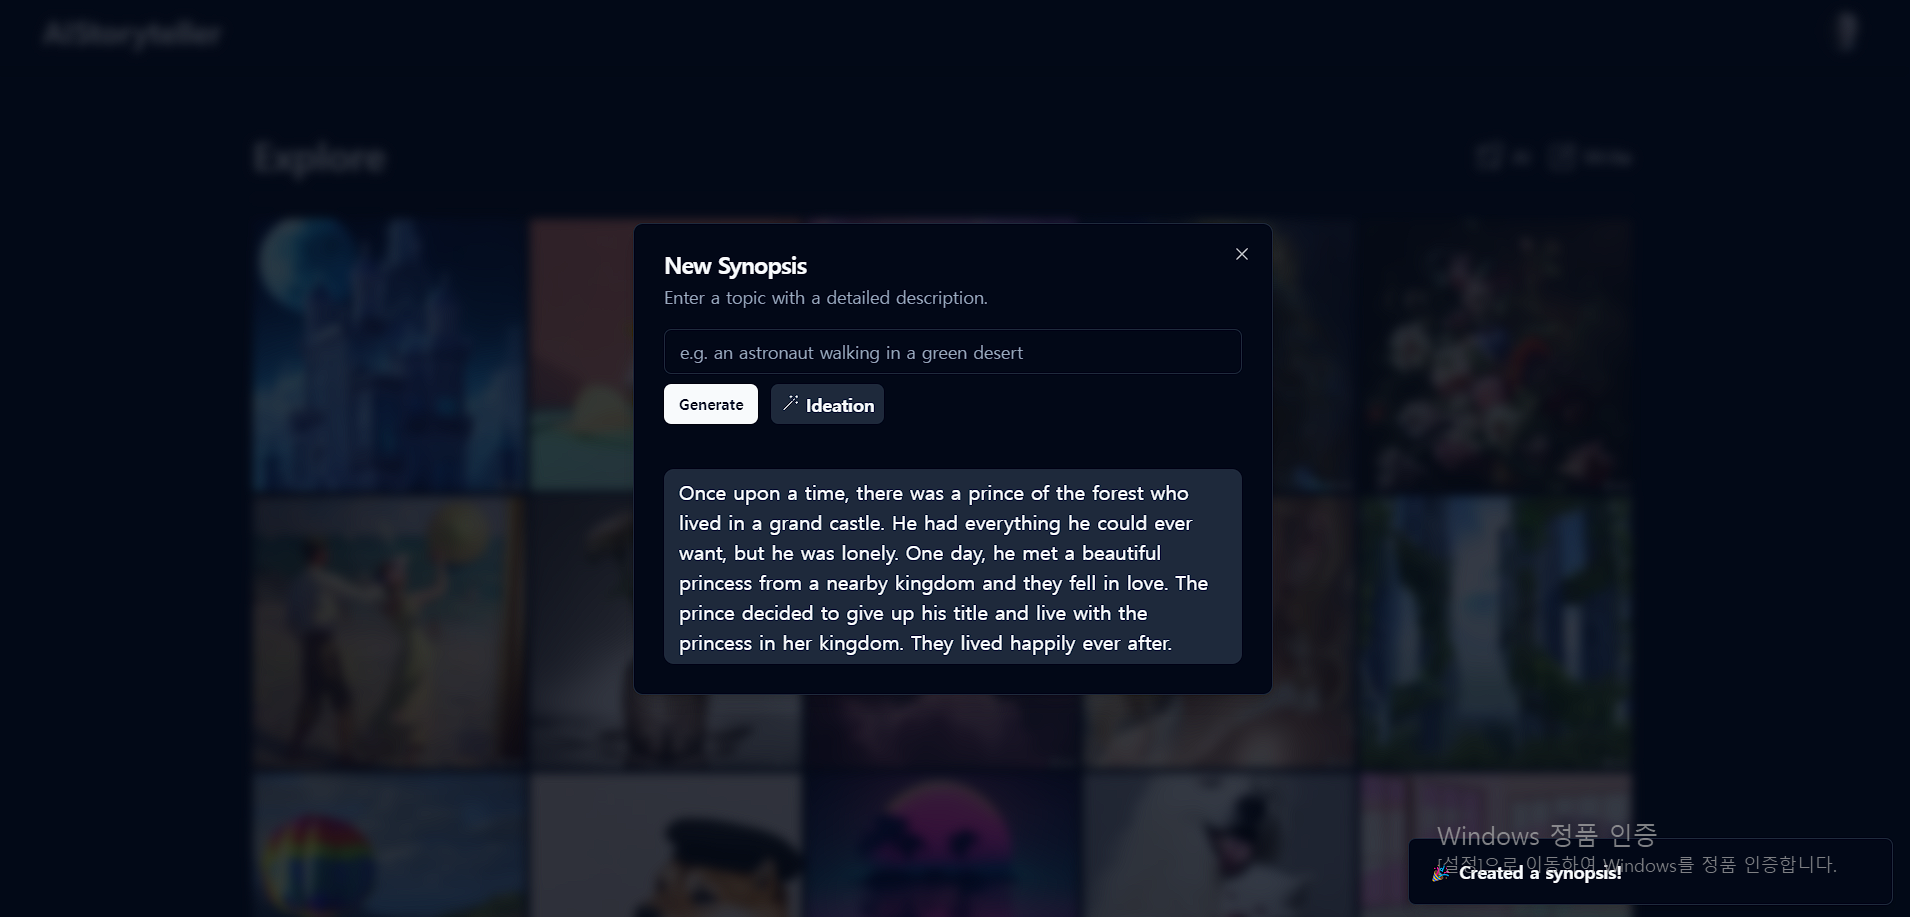 AIStoryteller
Explore
New Synopsis
Enter a topic with a detailed description.
e.g. an astronaut walking in a green desert
Generate
Ideation
Once upon a time, there was a prince of the forest who
lived in a grand castle. He had everything he could ever
want, but he was lonely. One day, he met a beautiful
princess from a nearby kingdom and they fell in love. The
prince decided to give up his title and live with the
princess in her kingdom. They lived happily ever after.
Windows 정품 인증
[설정]으로 이동하여 Windows를 정품 인증합니다.
🎉 Created a synopsis!